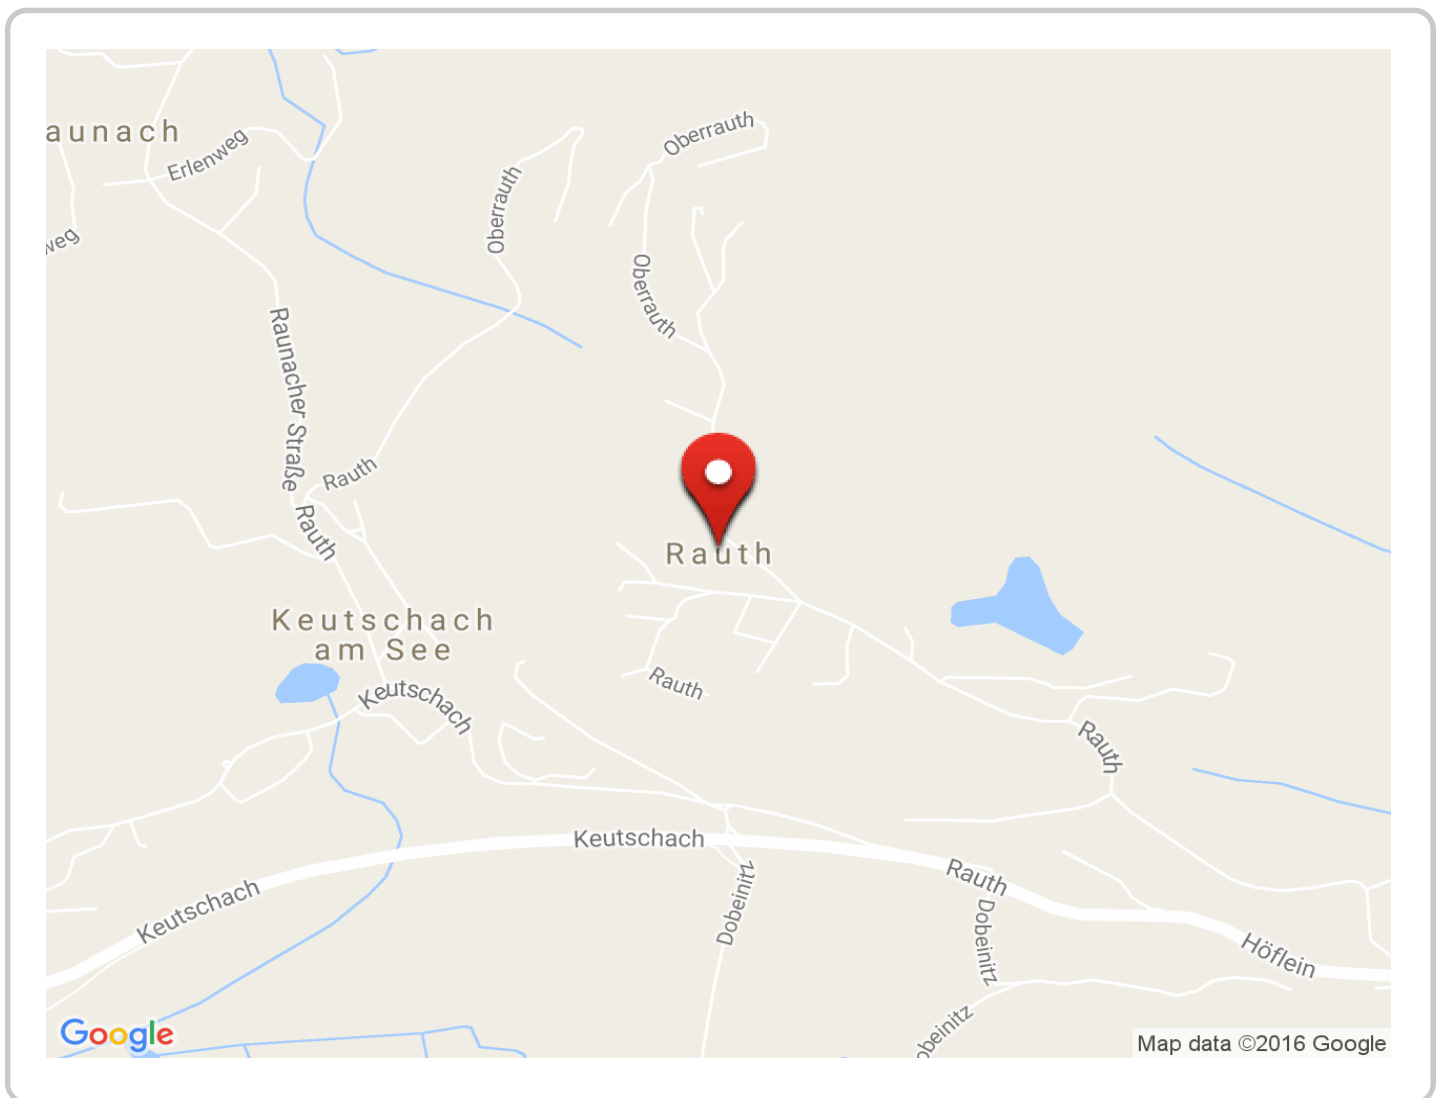 aunach
Erlenweg
weg
Oberrauth
Oberrauth
Oberrauth
Raunacher Straße
Rauth
Rauth
Rauth
Keutschach
am See
Keutschach
Rauth
Rauth
Keutschach
Keutschach
Rauth
Dobeinitz
Dobeinitz
Höflein
obeinitz
Google
Map data ©2016 Google